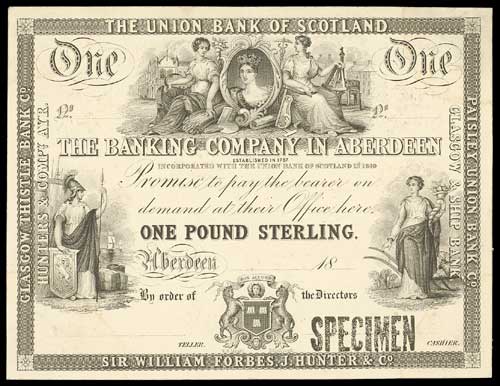 THE UNION BANK OF SCOTLAND
One
One
£
£
THE BANKING COMPANY IN ABERDEEN
ESTABLISHED IN 1767
INCORPORATED WITH THE UNION BANK OF SCOTLAND IN 1849
Promise to pay the bearer on
demand at their Office here,
ONE POUND STERLING.
Aberdeen 18
By order of the Directors
BON ACCORD
SPECIMEN
TELLER. CASHIER.
SIR WILLIAM FORBES, J. HUNTER & CO
GLASGOW THISTLE BANK CO
HUNTERS & COMPY AYR.
PAISLEY UNION BANK CO
GLASGOW & SHIP BANK